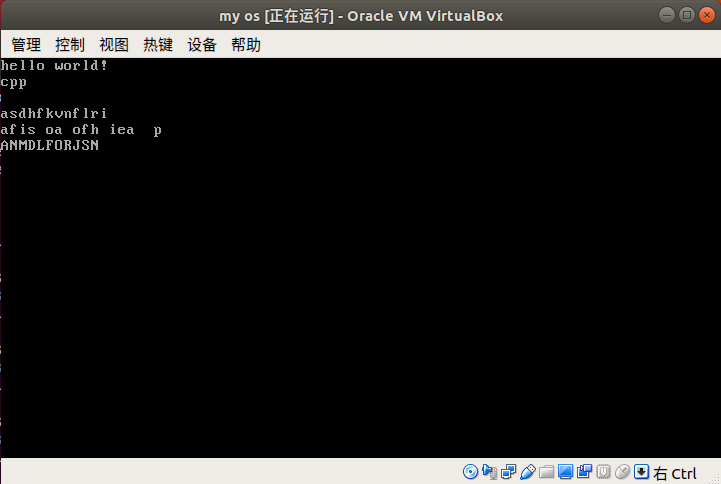 my os [正在运行] - Oracle VM VirtualBox
管理 控制 视图 热键 设备 帮助
hello world!
cpp
asdhfkvnflri
afis oa ofh iea  p
ANMDLFORJSN
右 Ctrl